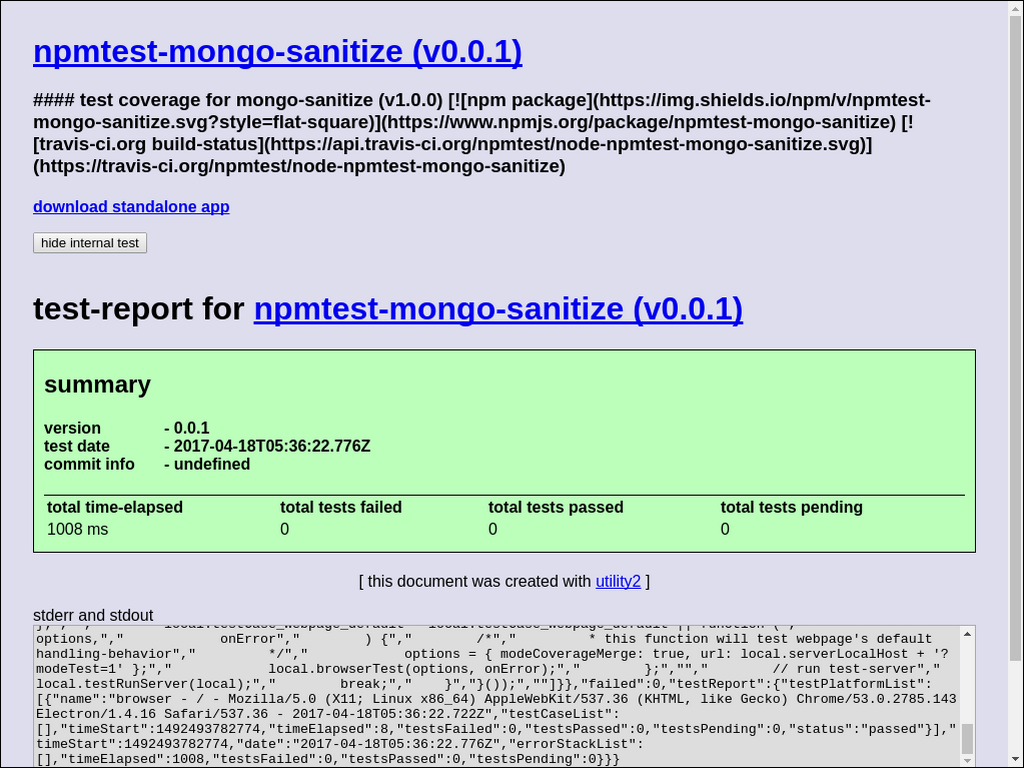 npmtest-mongo-sanitize (v0.0.1)
#### test coverage for mongo-sanitize (v1.0.0) [![npm package](https://img.shields.io/npm/v/npmtest-
mongo-sanitize.svg?style=flat-square)](https://www.npmjs.org/package/npmtest-mongo-sanitize) [!
[travis-ci.org build-status](https://api.travis-ci.org/npmtest/node-npmtest-mongo-sanitize.svg)]
(https://travis-ci.org/npmtest/node-npmtest-mongo-sanitize)
download standalone app
hide internal test
test-report for npmtest-mongo-sanitize (v0.0.1)
summary
version - 0.0.1
test date - 2017-04-18T05:36:22.776Z
commit info - undefined
total time-elapsed total tests failed total tests passed total tests pending
1008 ms 0 0 0
[ this document was created with utility2 ]
stderr and stdout
options,","            onError","        ) {","        /*","         * this function will test webpage's default
handling-behavior","         */","            options = { modeCoverageMerge: true, url: local.serverLocalHost + '?
modeTest=1' };","            local.browserTest(options, onError);","        };","","        // run test-server","
local.testRunServer(local);","        break;","    }","}());",""]}},"failed":0,"testReport":{"testPlatformList":
[{"name":"browser - / - Mozilla/5.0 (X11; Linux x86_64) AppleWebKit/537.36 (KHTML, like Gecko) Chrome/53.0.2785.143
Electron/1.4.16 Safari/537.36 - 2017-04-18T05:36:22.722Z","testCaseList":
[],"timeStart":1492493782774,"timeElapsed":8,"testsFailed":0,"testsPassed":0,"testsPending":0,"status":"passed"}],"
timeStart":1492493782774,"date":"2017-04-18T05:36:22.776Z","errorStackList":
[],"timeElapsed":1008,"testsFailed":0,"testsPassed":0,"testsPending":0}}}